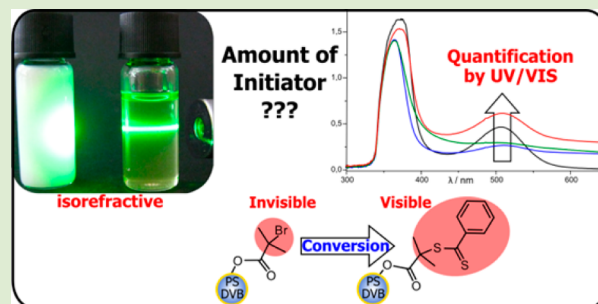 Amount of
Initiator
???
isorefractive
1,5
1,0
0,5
0,0
300
400
500
600
λ / nm
Quantification
by UV/VIS
Invisible
Visible
Conversion
Br
O
O
PS
DVB
S
S
O
O
PS
DVB